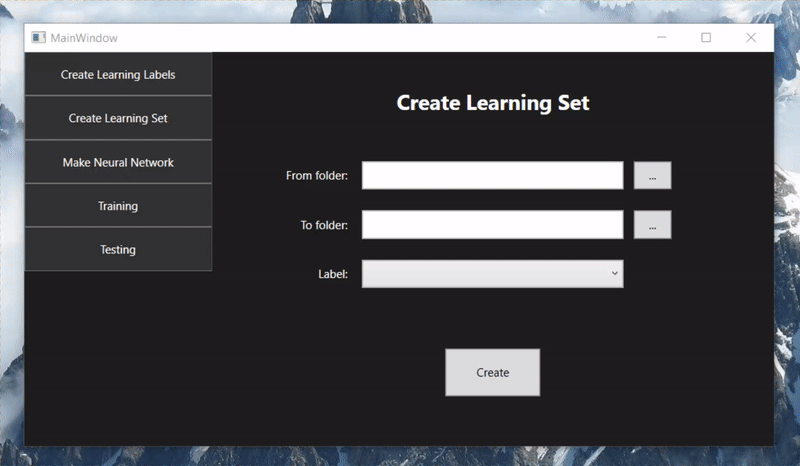 MainWindow
Create Learning Labels
Create Learning Set
Make Neural Network
Training
Testing
Create Learning Set
From folder:
...
To folder:
...
Label:
Create